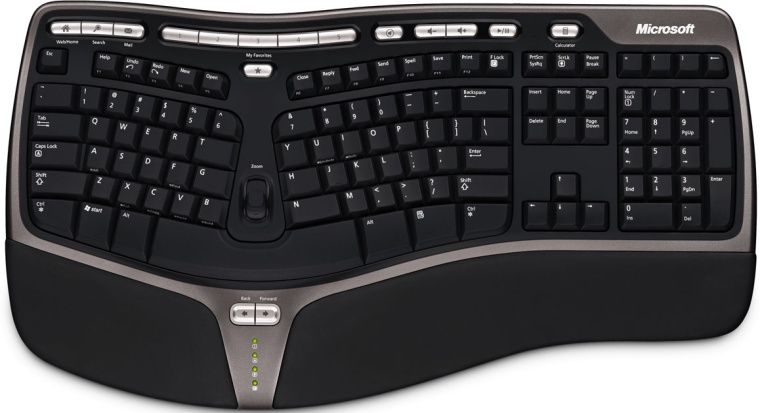 Microsoft
Web/Home Search Mail
My Favorites
1 2 3 4 5
Calculator
Esc
Help Undo Redo New Open
Close Reply Fwd Send Spell Save Print F Lock
PrtScn SysRq
ScrLk
Pause Break
= ( ) ←
~ `
! 1
@ 2
# 3
$ 4
% 5
^ 6
& 7
* 8
( 9
) 0
_ -
+ =
Backspace
Insert Home Page Up
Num Lock
/ * -
Tab
Q W E R T
Y U I O P { [ } ] | \
Delete End Page Down
7 Home
8 ↑
9 PgUp
+
Caps Lock
A S D F G
Zoom
H J K L : ; " '
Enter
4 ←
5
6 →
Shift
Z X C V B
N M < , > . ? /
Shift
↑
1 End
2 ↓
3 PgDn
Enter
Ctrl
start
Alt
Alt
Ctrl
← ↓ →
0 Ins
. Del
Back Forward